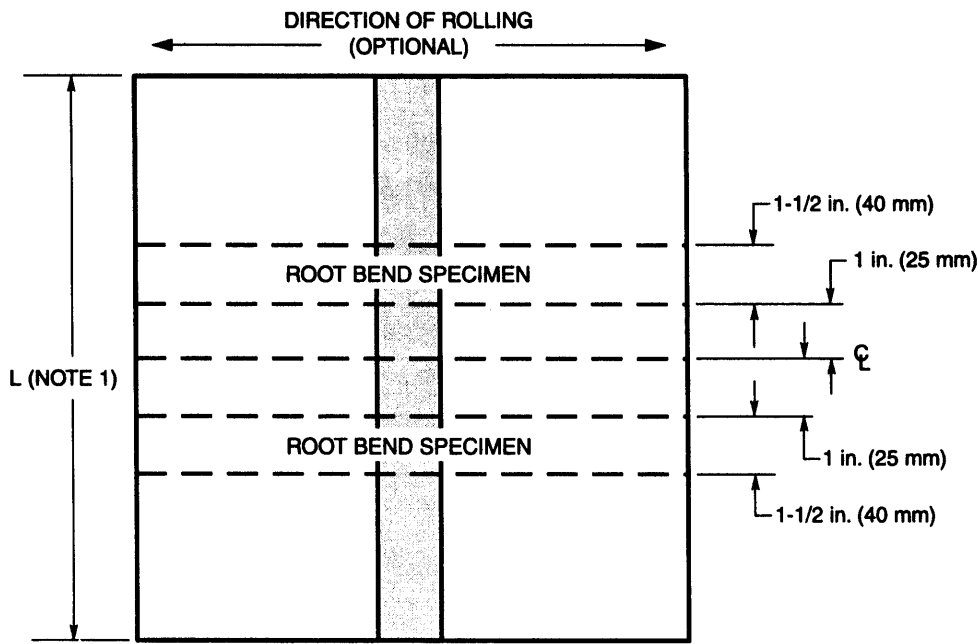 DIRECTION OF ROLLING
(OPTIONAL)
1-1/2 in. (40 mm)
ROOT BEND SPECIMEN
1 in. (25 mm)
L (NOTE 1)
℄
ROOT BEND SPECIMEN
1 in. (25 mm)
1-1/2 in. (40 mm)